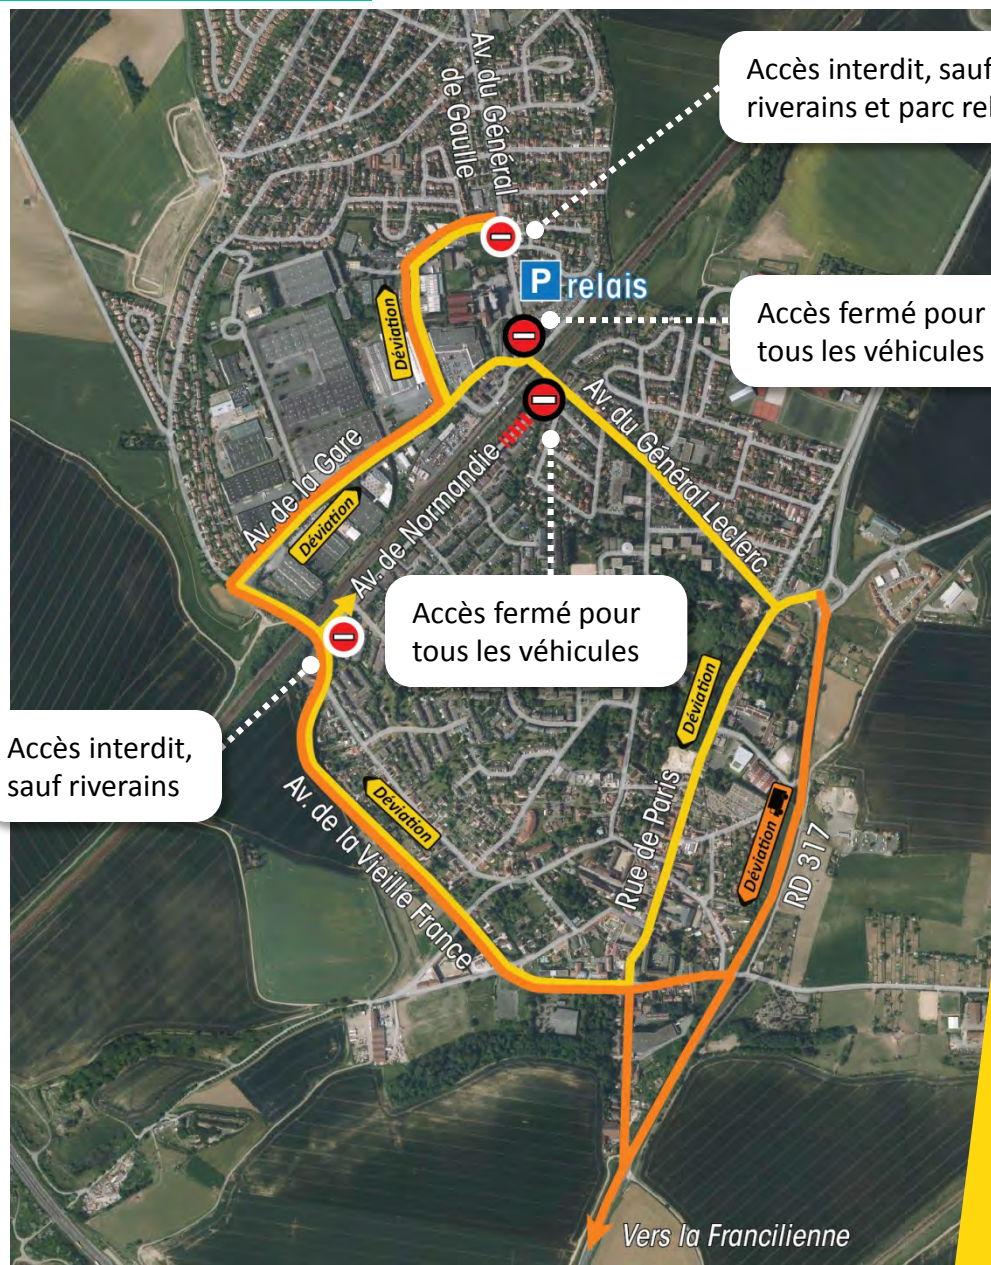 Av. du Général
de Gaulle
Accès interdit, sauf
riverains et parc rel
P relais
Accès fermé pour
tous les véhicules
Déviation
Av. du Général Leclerc
Av. de la Gare
Déviation
Av. de Normandie
Accès fermé pour
tous les véhicules
Accès interdit,
sauf riverains
Déviation
Av. de la Vieille France
Déviation
Rue de Paris
Déviation
RD 317
Vers la Francilienne